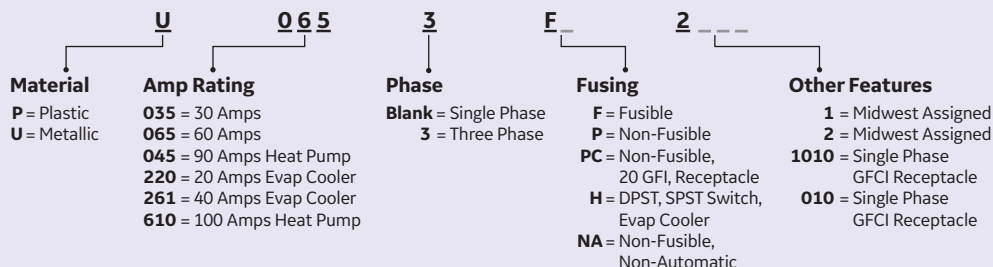 U 065 3 F_ 2 _ _ _
Material
P = Plastic
U = Metallic
Amp Rating
035 = 30 Amps
065 = 60 Amps
045 = 90 Amps Heat Pump
220 = 20 Amps Evap Cooler
261 = 40 Amps Evap Cooler
610 = 100 Amps Heat Pump
Phase
Blank = Single Phase
3 = Three Phase
Fusing
F = Fusible
P = Non-Fusible
PC = Non-Fusible,
20 GFI, Receptacle
H = DPST, SPST Switch,
Evap Cooler
NA = Non-Fusible,
Non-Automatic
Other Features
1 = Midwest Assigned
2 = Midwest Assigned
1010 = Single Phase
GFCI Receptacle
010 = Single Phase
GFCI Receptacle